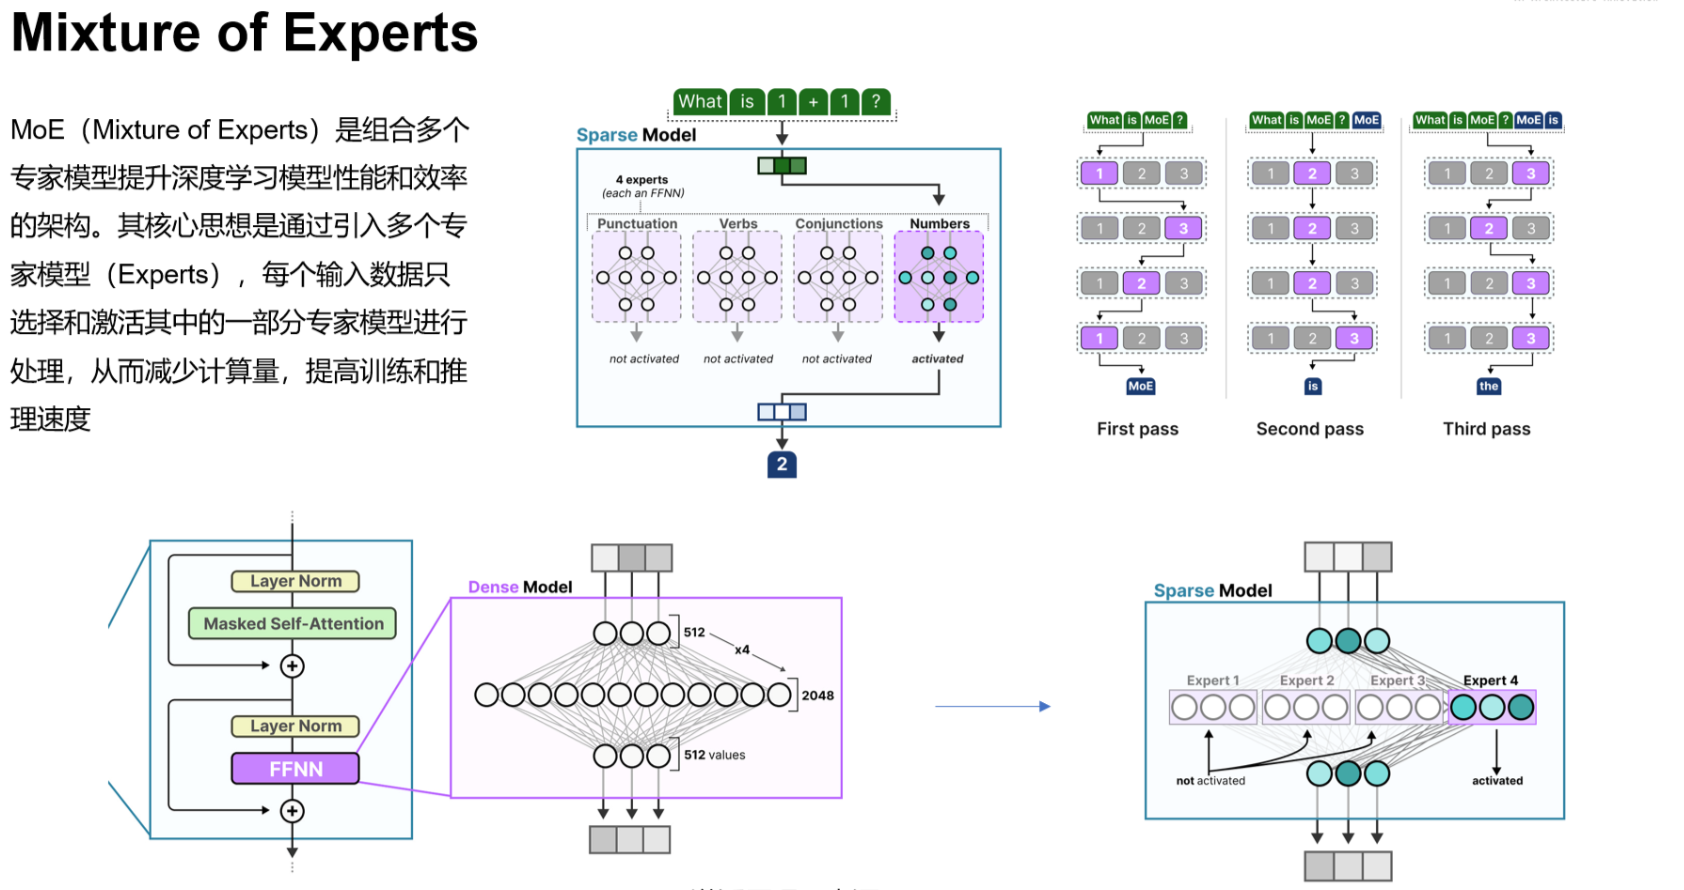 Mixture of Experts
MoE（Mixture of Experts）是组合多个
专家模型提升深度学习模型性能和效率
的架构。其核心思想是通过引入多个专
家模型（Experts），每个输入数据只
选择和激活其中的一部分专家模型进行
处理，从而减少计算量，提高训练和推
理速度
What is 1 + 1 ?
Sparse Model
4 experts
(each an FFNN)
Punctuation Verbs Conjunctions Numbers
not activated not activated not activated activated
2
What is MoE ?
1 2 3
1 2 3
1 2 3
1 2 3
MoE
First pass
What is MoE ? MoE
1 2 3
1 2 3
1 2 3
1 2 3
is
Second pass
What is MoE ? MoE is
1 2 3
1 2 3
1 2 3
1 2 3
the
Third pass
Layer Norm
Masked Self-Attention
+
Layer Norm
FFNN
+
Dense Model
512
x4
2048
512 values
Sparse Model
Expert 1 Expert 2 Expert 3 Expert 4
not activated
activated